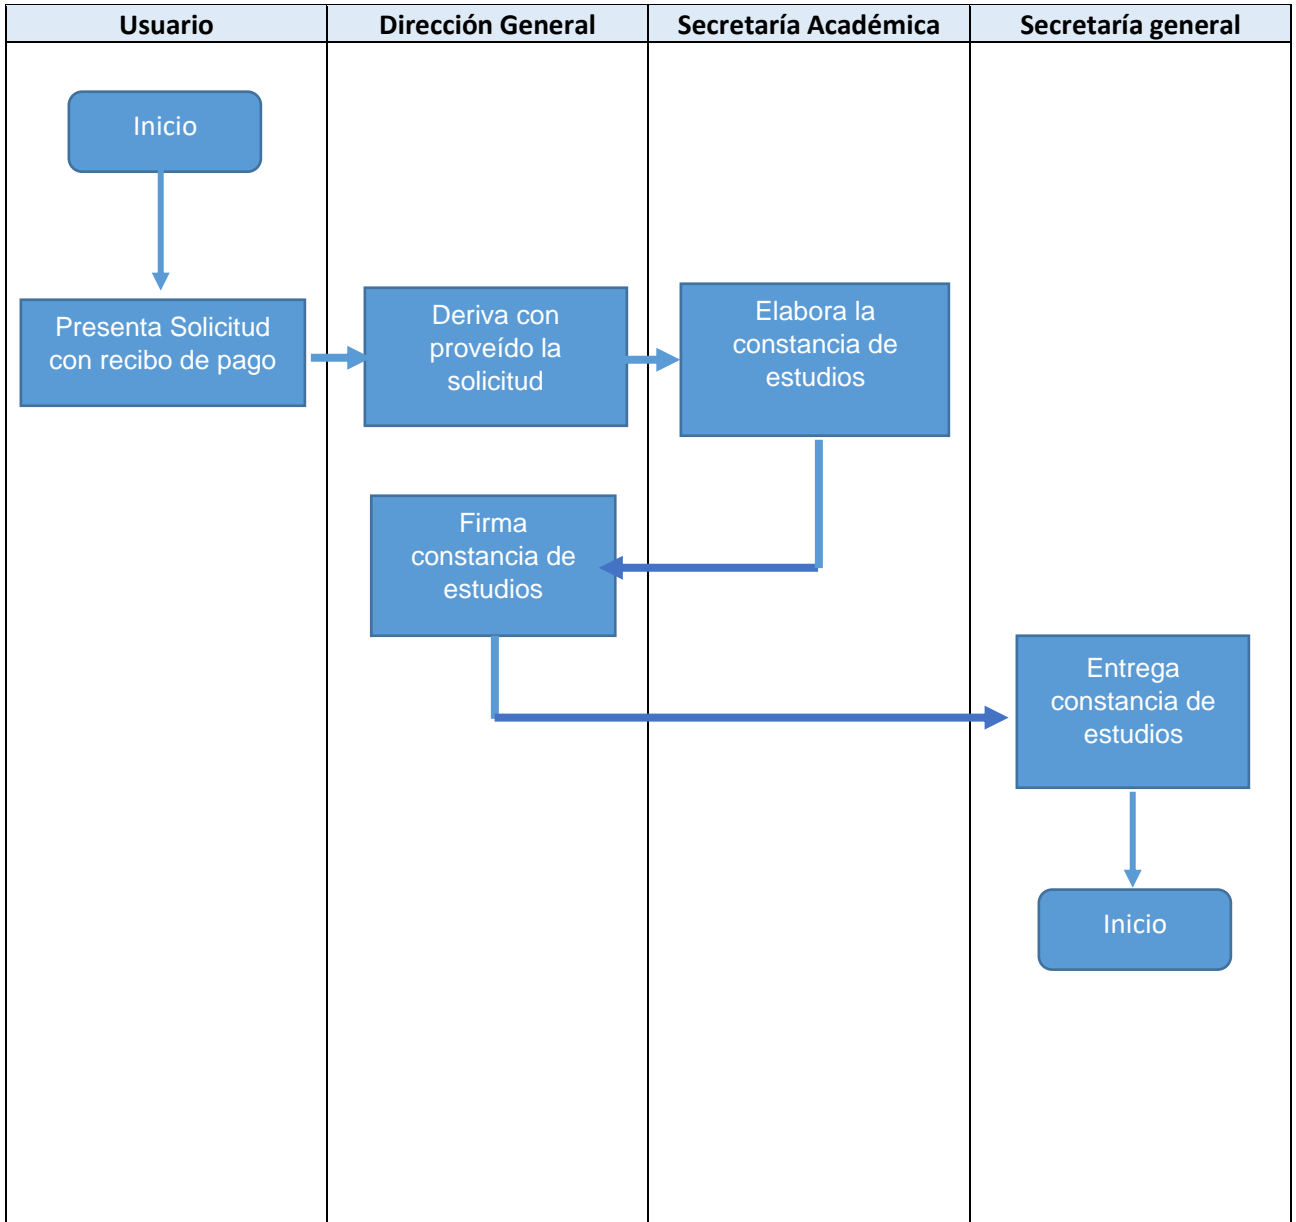 Usuario
Dirección General
Secretaría Académica
Secretaría general
Inicio
Presenta Solicitud
con recibo de pago
Deriva con
proveído la
solicitud
Elabora la
constancia de
estudios
Firma
constancia de
estudios
Entrega
constancia de
estudios
Inicio